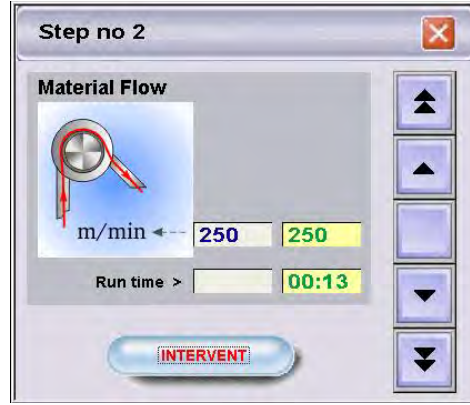 Step no 2
Material Flow
m/min 250 250
Run time > 00:13
INTERVENT